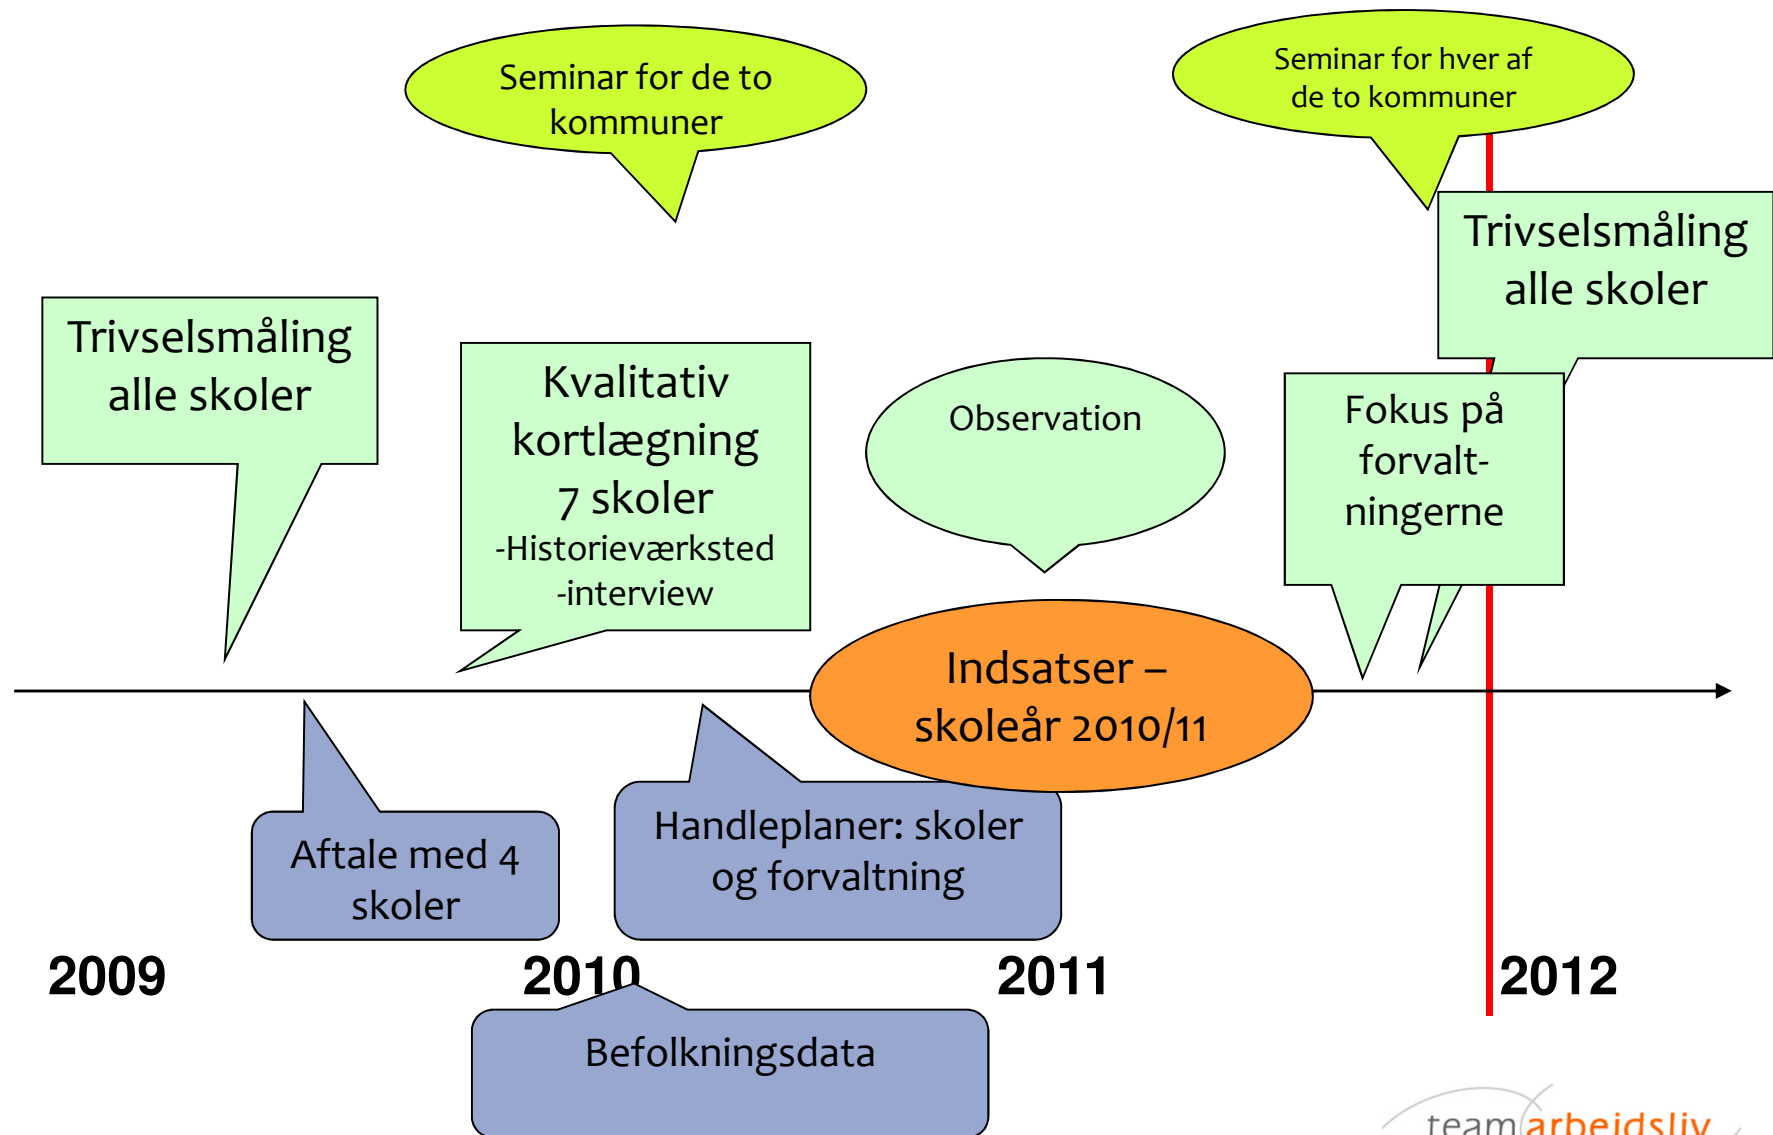 Seminar for de to
kommuner
Seminar for hver af
de to kommuner
Trivselsmåling
alle skoler
Trivselsmåling
alle skoler
Kvalitativ
kortlægning
7 skoler
-Historieværksted
-interview
Observation
Fokus på
forvalt-
ningerne
Indsatser –
skoleår 2010/11
Aftale med 4
skoler
Handleplaner: skoler
og forvaltning
2009
2010
2011
2012
Befolkningsdata
team arbejdsliv